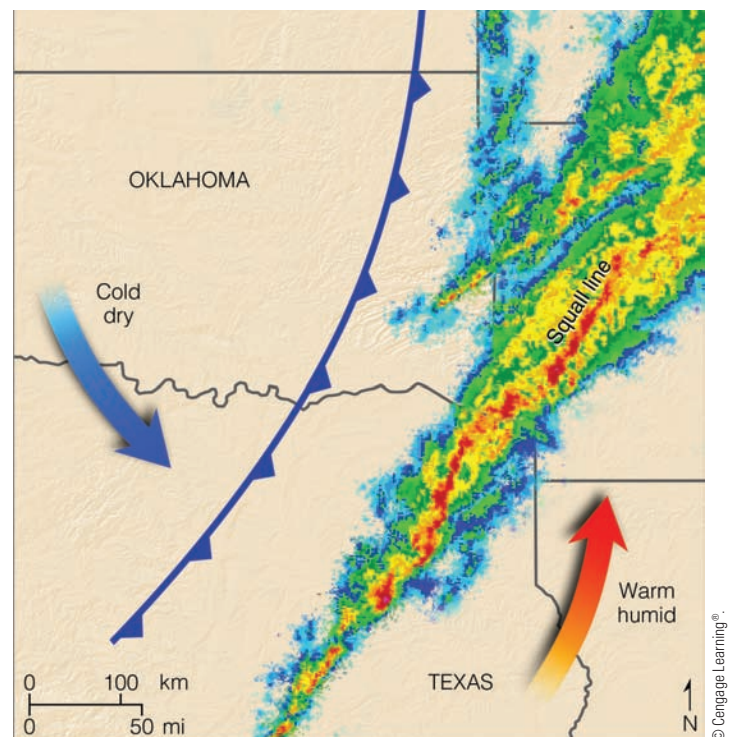 OKLAHOMA
Cold
dry
Squall line
Warm
humid
TEXAS
0 100 km
0 50 mi
N
© Cengage Learning®.